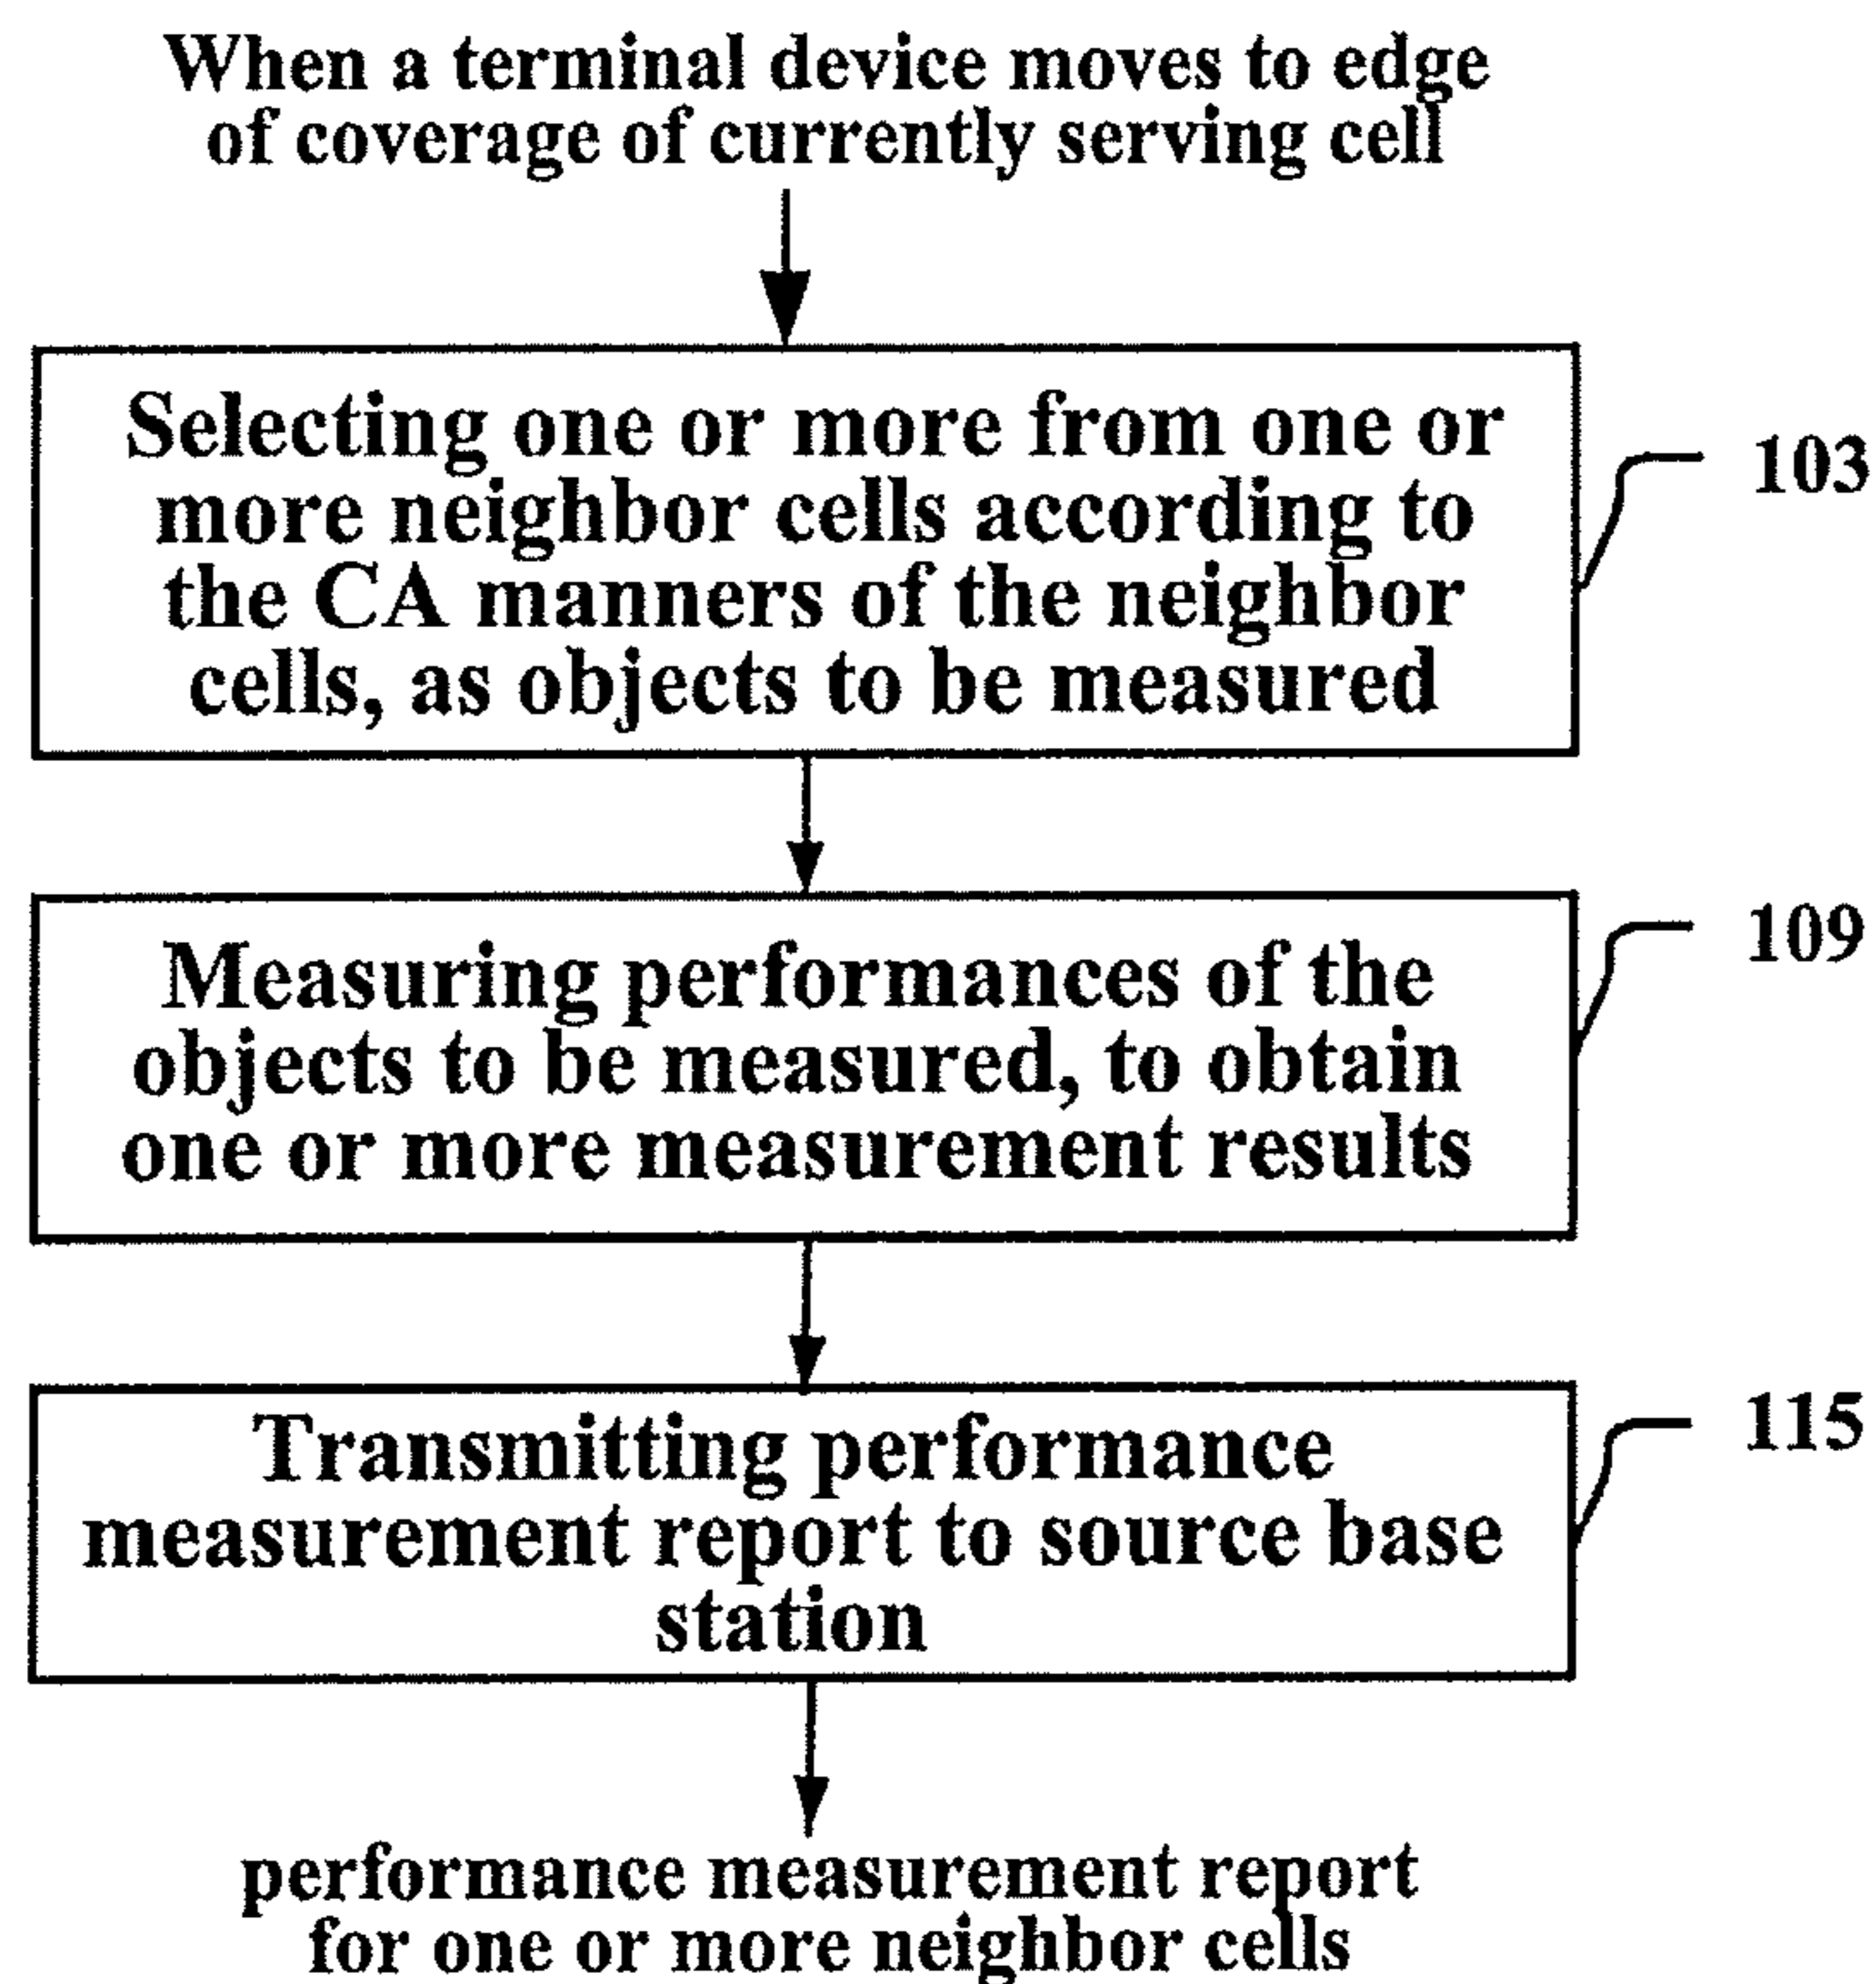 When a terminal device moves to edge
of coverage of currently serving cell
Selecting one or more from one or
more neighbor cells according to
the CA manners of the neighbor
cells, as objects to be measured
103
Measuring performances of the
objects to be measured, to obtain
one or more measurement results
109
Transmitting performance
measurement report to source base
station
115
performance measurement report
for one or more neighbor cells